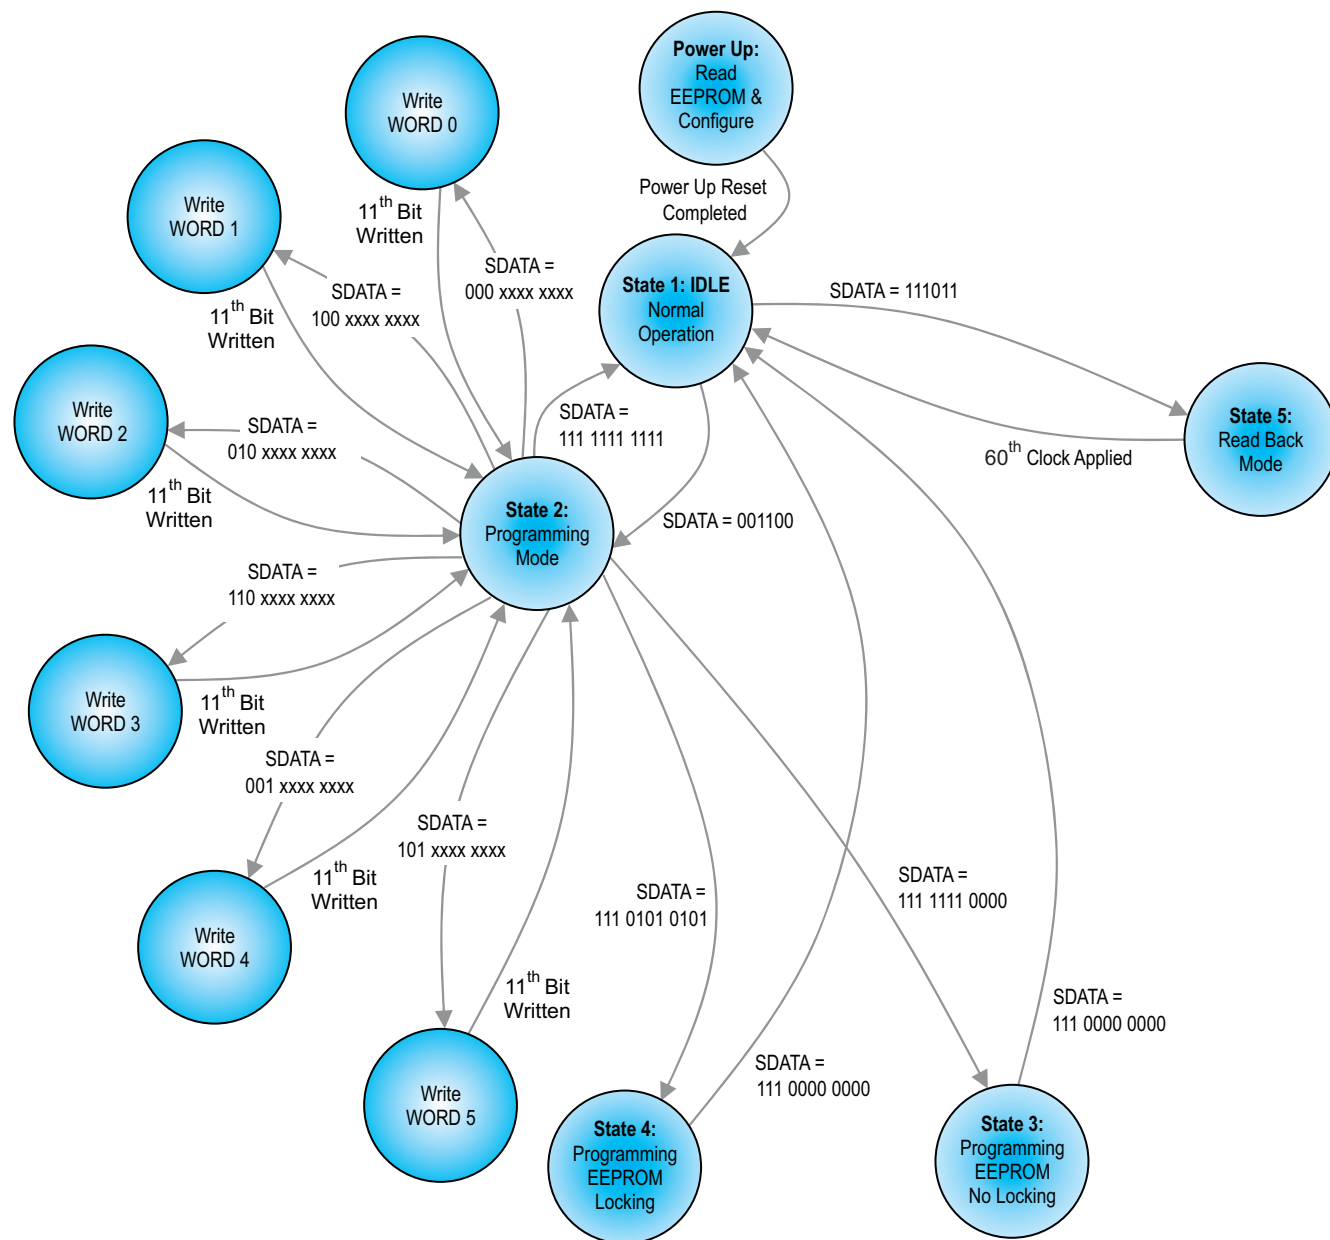 Power Up:
Read
EEPROM &
Configure
Write
WORD 0
Write
WORD 1
Power Up Reset
Completed
11th Bit
Written
SDATA =
000 xxxx xxxx
State 1: IDLE
Normal
Operation
SDATA = 111011
SDATA =
100 xxxx xxxx
11th Bit
Written
Write
WORD 2
SDATA =
010 xxxx xxxx
SDATA =
111 1111 1111
State 5:
Read Back
Mode
60th Clock Applied
11th Bit
Written
State 2:
Programming
Mode
SDATA = 001100
SDATA =
110 xxxx xxxx
Write
WORD 3
11th Bit
Written
SDATA =
001 xxxx xxxx
SDATA =
101 xxxx xxxx
11th Bit
Written
SDATA =
111 0101 0101
SDATA =
111 1111 0000
Write
WORD 4
11th Bit
Written
SDATA =
111 0000 0000
SDATA =
111 0000 0000
Write
WORD 5
State 4:
Programming
EEPROM
Locking
State 3:
Programming
EEPROM
No Locking